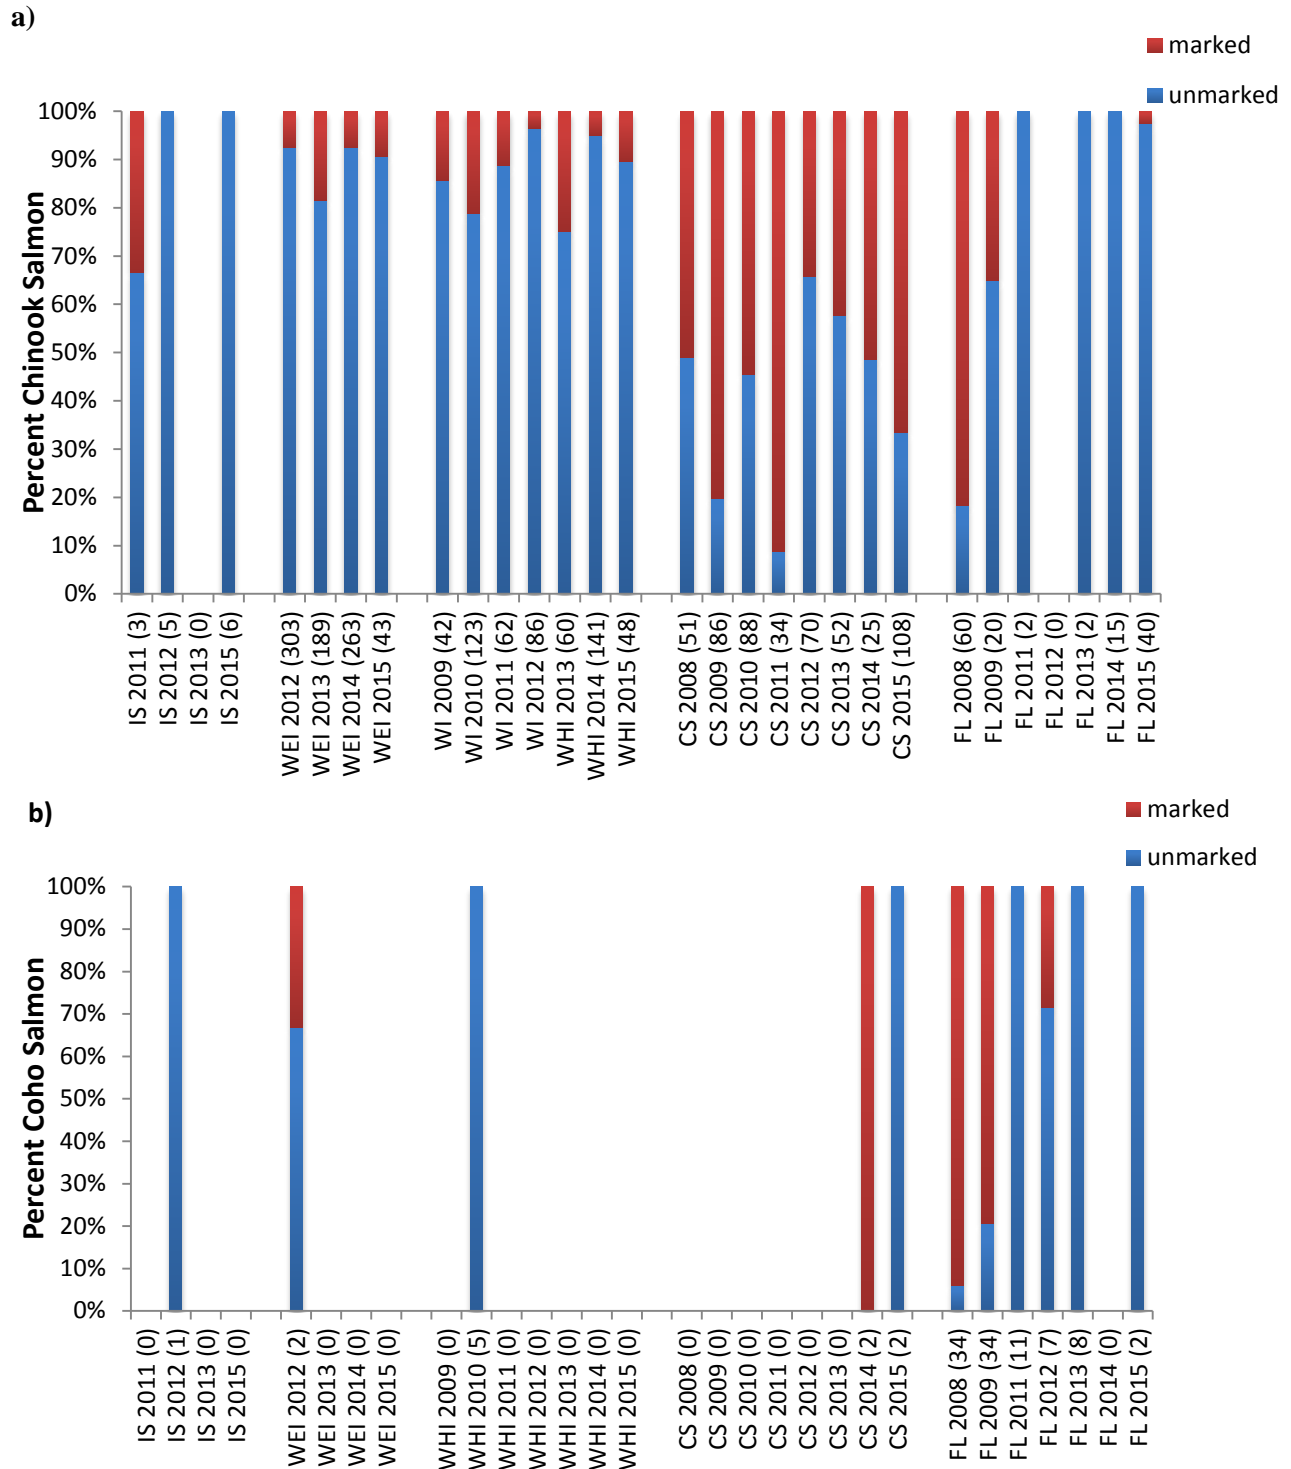 a)
marked
unmarked
Percent Chinook Salmon
100%
90%
80%
70%
60%
50%
40%
30%
20%
10%
0%
IS 2011 (3)
IS 2012 (5)
IS 2013 (0)
IS 2015 (6)
WEI 2012 (303)
WEI 2013 (189)
WEI 2014 (263)
WEI 2015 (43)
WI 2009 (42)
WI 2010 (123)
WI 2011 (62)
WI 2012 (86)
WHI 2013 (60)
WHI 2014 (141)
WHI 2015 (48)
CS 2008 (51)
CS 2009 (86)
CS 2010 (88)
CS 2011 (34)
CS 2012 (70)
CS 2013 (52)
CS 2014 (25)
CS 2015 (108)
FL 2008 (60)
FL 2009 (20)
FL 2011 (2)
FL 2012 (0)
FL 2013 (2)
FL 2014 (15)
FL 2015 (40)
b)
marked
unmarked
Percent Coho Salmon
100%
90%
80%
70%
60%
50%
40%
30%
20%
10%
0%
IS 2011 (0)
IS 2012 (1)
IS 2013 (0)
IS 2015 (0)
WEI 2012 (2)
WEI 2013 (0)
WEI 2014 (0)
WEI 2015 (0)
WHI 2009 (0)
WHI 2010 (5)
WHI 2011 (0)
WHI 2012 (0)
WHI 2013 (0)
WHI 2014 (0)
WHI 2015 (0)
CS 2008 (0)
CS 2009 (0)
CS 2010 (0)
CS 2011 (0)
CS 2012 (0)
CS 2013 (0)
CS 2014 (2)
CS 2015 (2)
FL 2008 (34)
FL 2009 (34)
FL 2011 (11)
FL 2012 (7)
FL 2013 (8)
FL 2014 (0)
FL 2015 (2)